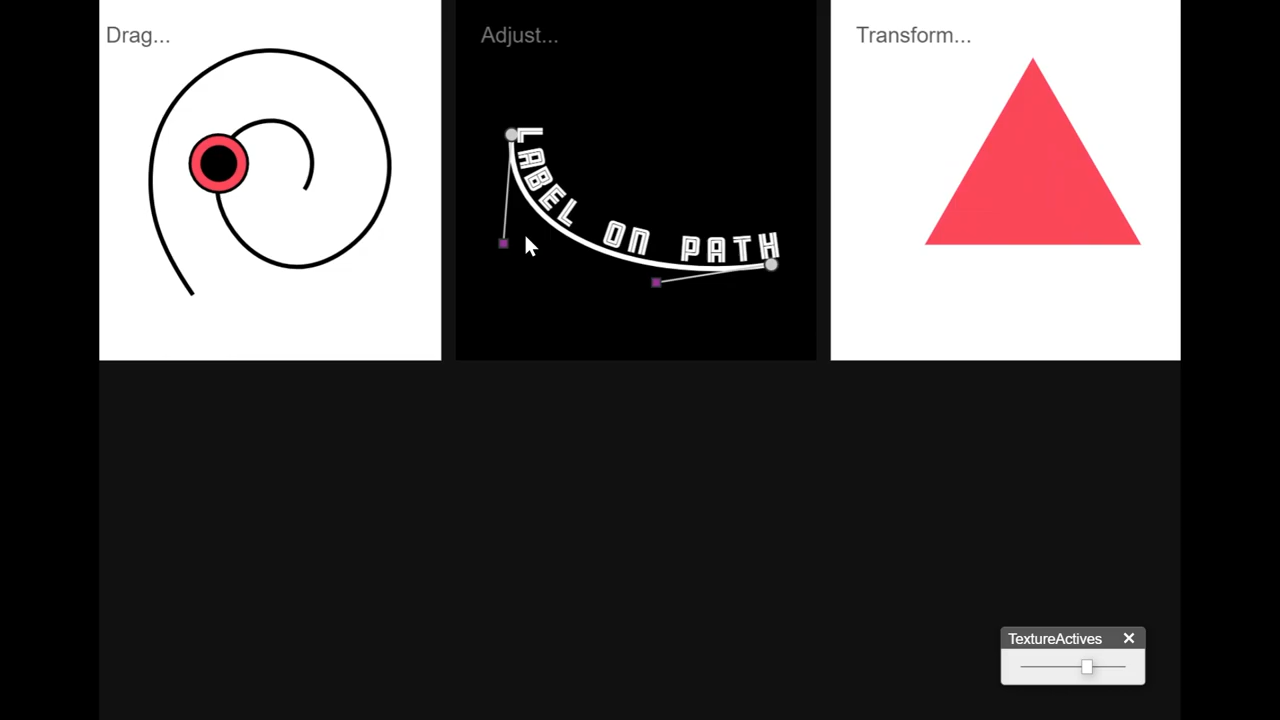 Drag...
Adjust...
Transform...
LABEL ON PATH
TextureActives